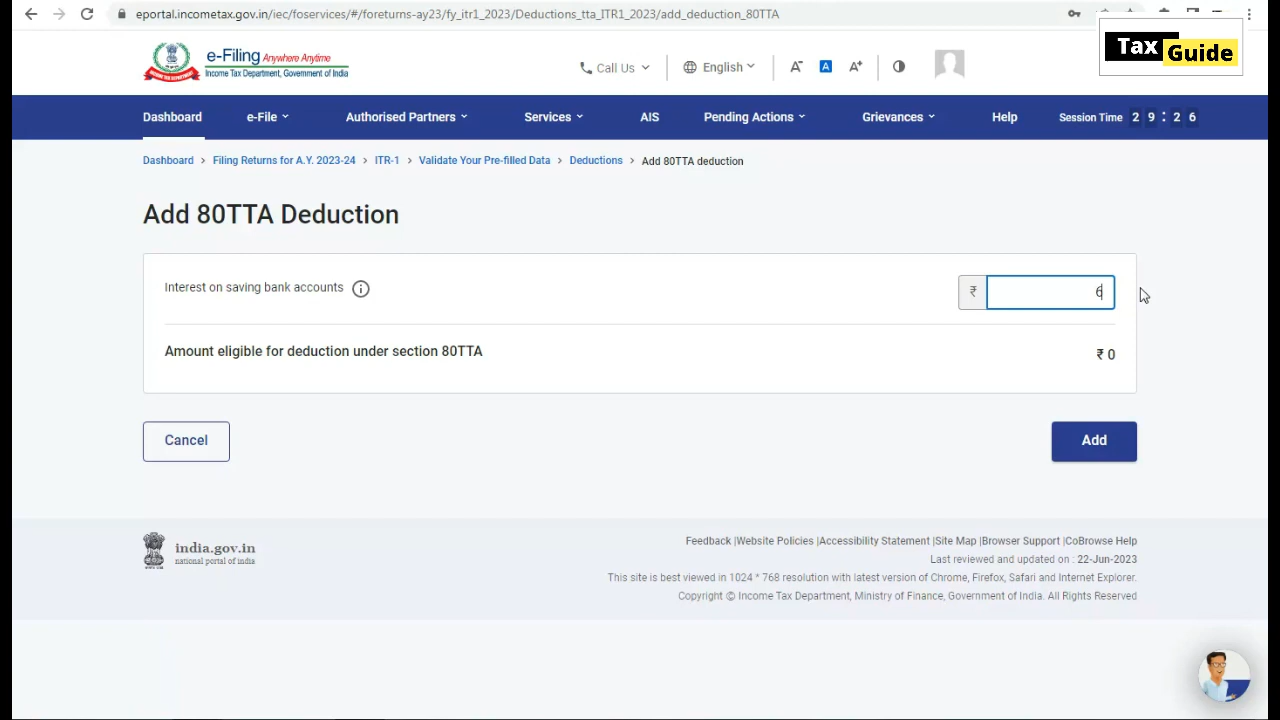 eportal.incometax.gov.in/iec/foservices/#/foreturns-ay23/fy_itr1_2023/Deductions_tta_ITR1_2023/add_deduction_80TTA
Tax Guide
e-Filing Anywhere Anytime
Income Tax Department, Government of India
Call Us
English
A-
A
A+
Dashboard e-File Authorised Partners Services AIS Pending Actions Grievances Help Session Time 2 9 : 2 6
Dashboard > Filing Returns for A.Y. 2023-24 > ITR-1 > Validate Your Pre-filled Data > Deductions > Add 80TTA deduction
Add 80TTA Deduction
Interest on saving bank accounts
₹ 6
Amount eligible for deduction under section 80TTA ₹ 0
Cancel
Add
india.gov.in
national portal of india
Feedback |Website Policies |Accessibility Statement |Site Map |Browser Support |CoBrowse Help
Last reviewed and updated on : 22-Jun-2023
This site is best viewed in 1024 * 768 resolution with latest version of Chrome, Firefox, Safari and Internet Explorer.
Copyright © Income Tax Department, Ministry of Finance, Government of India. All Rights Reserved